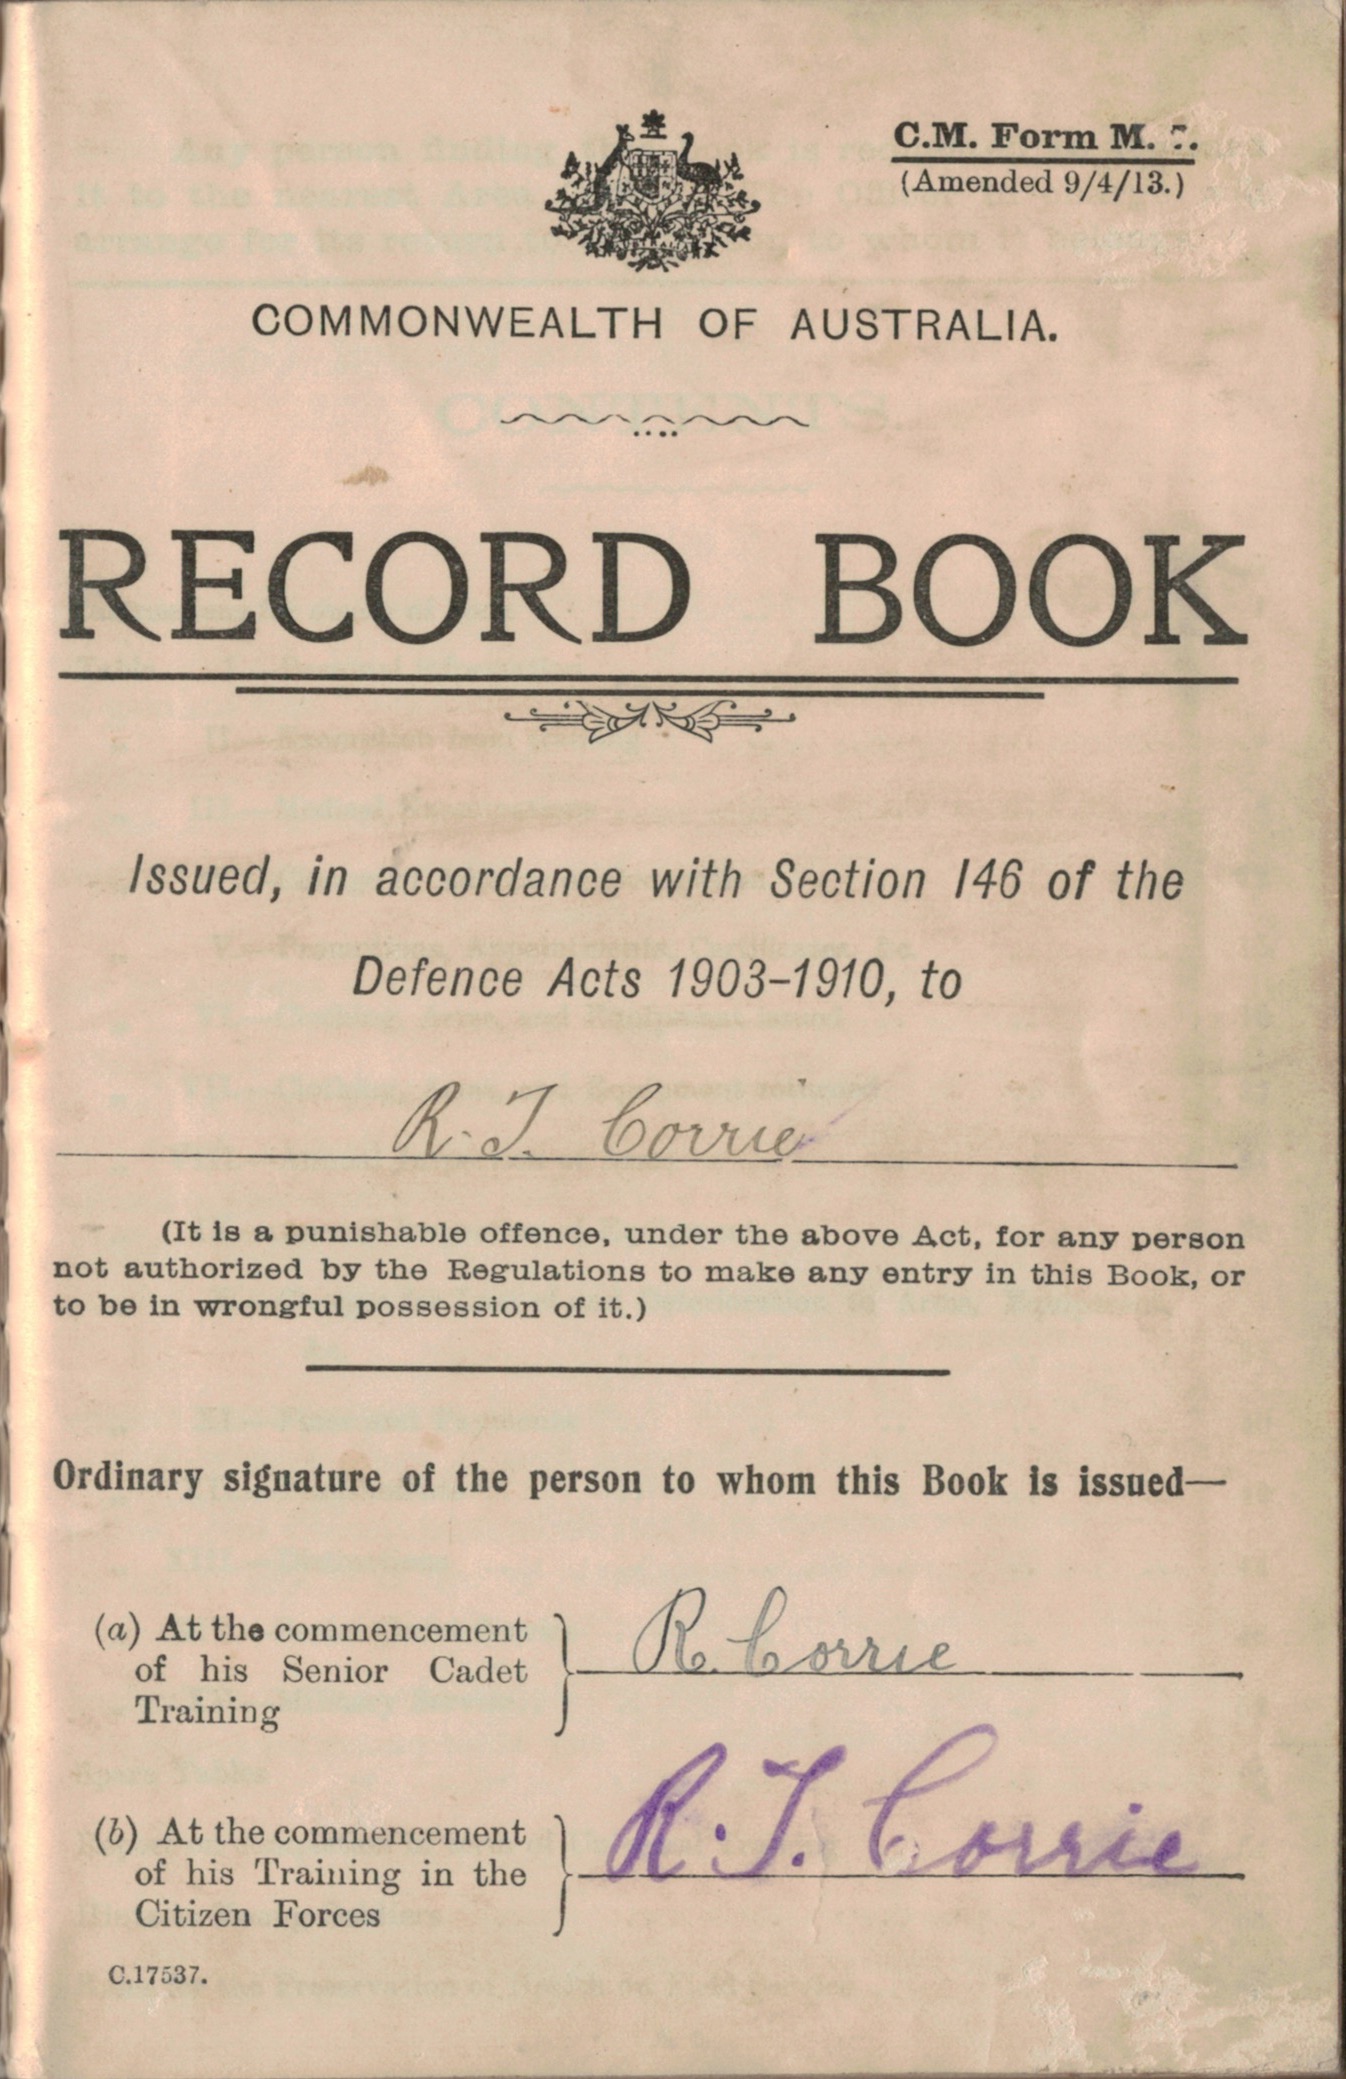 C.M. Form M.
(Amended 9/4/13.)
COMMONWEALTH OF AUSTRALIA.
RECORD BOOK
Issued, in accordance with Section 146 of the
Defence Acts 1903-1910, to
R. T. Corrie
(It is a punishable offence, under the above Act, for any person
not authorized by the Regulations to make any entry in this Book, or
to be in wrongful possession of it.)
Ordinary signature of the person to whom this Book is issued—
(a) At the commencement
of his Senior Cadet
Training
R. Corrie
(b) At the commencement
of his Training in the
Citizen Forces
R. T. Corrie
C.17537.